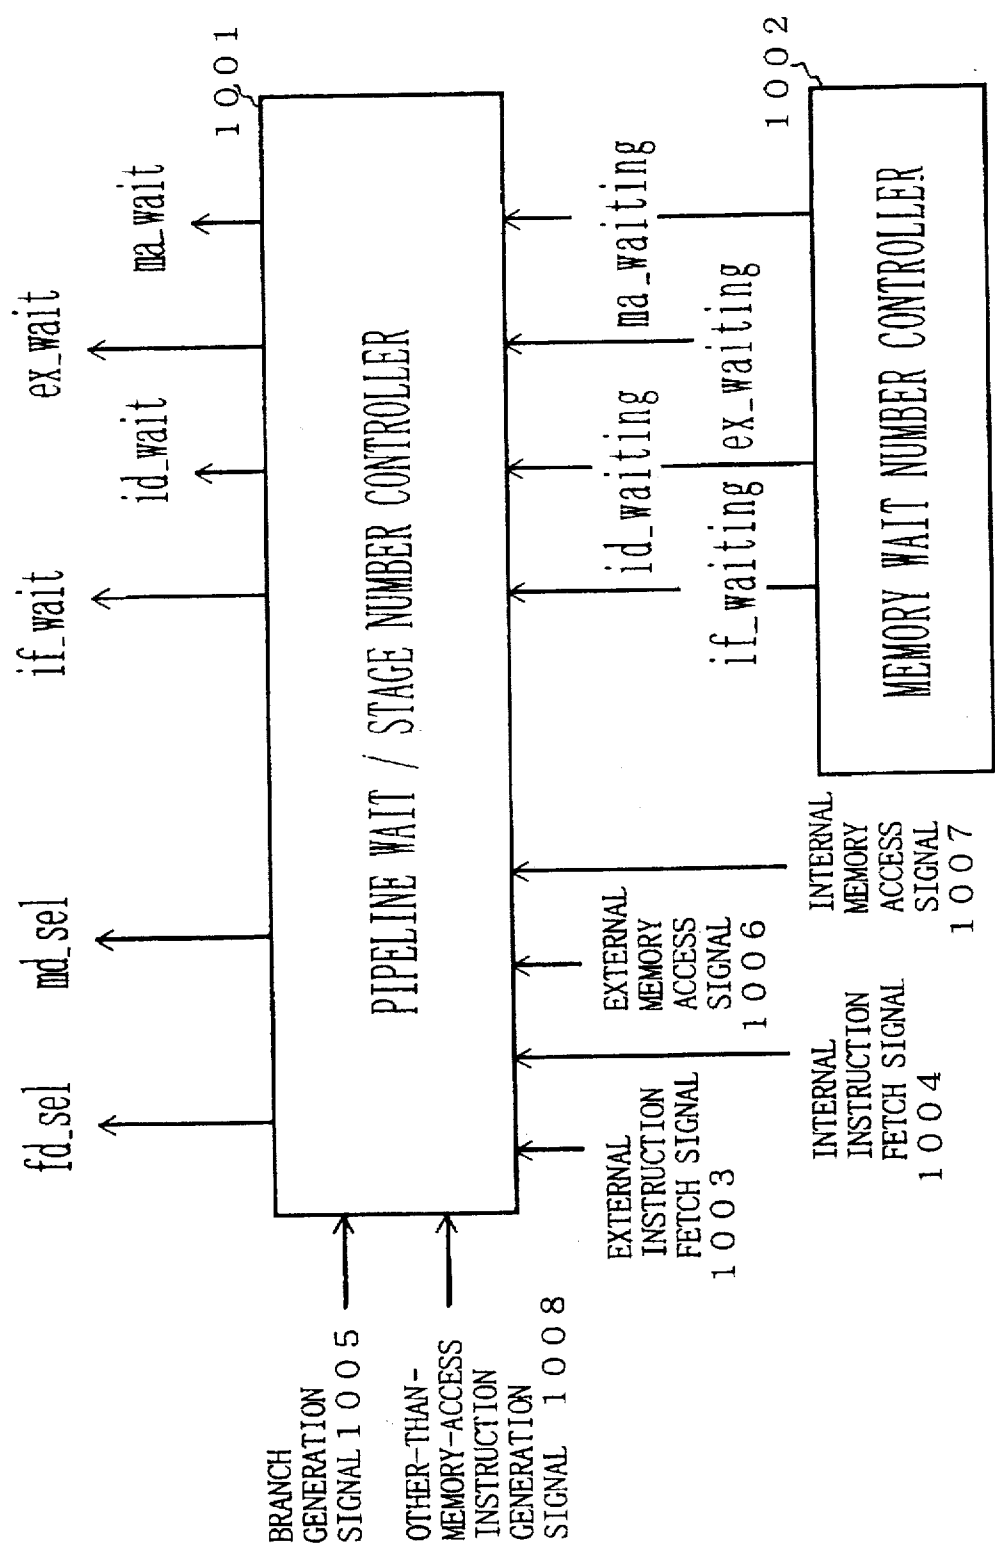 fd_sel
md_sel
if_wait
id_wait
ex_wait
ma_wait
1001
PIPELINE WAIT / STAGE NUMBER CONTROLLER
BRANCH
GENERATION
SIGNAL 1005
OTHER-THAN-
MEMORY-ACCESS
INSTRUCTION
GENERATION
SIGNAL 1008
EXTERNAL
INSTRUCTION
FETCH SIGNAL
1003
INTERNAL
INSTRUCTION
FETCH SIGNAL
1004
EXTERNAL
MEMORY
ACCESS
SIGNAL
1006
INTERNAL
MEMORY
ACCESS
SIGNAL
1007
if_waiting
id_waiting
ex_waiting
ma_waiting
1002
MEMORY WAIT NUMBER CONTROLLER